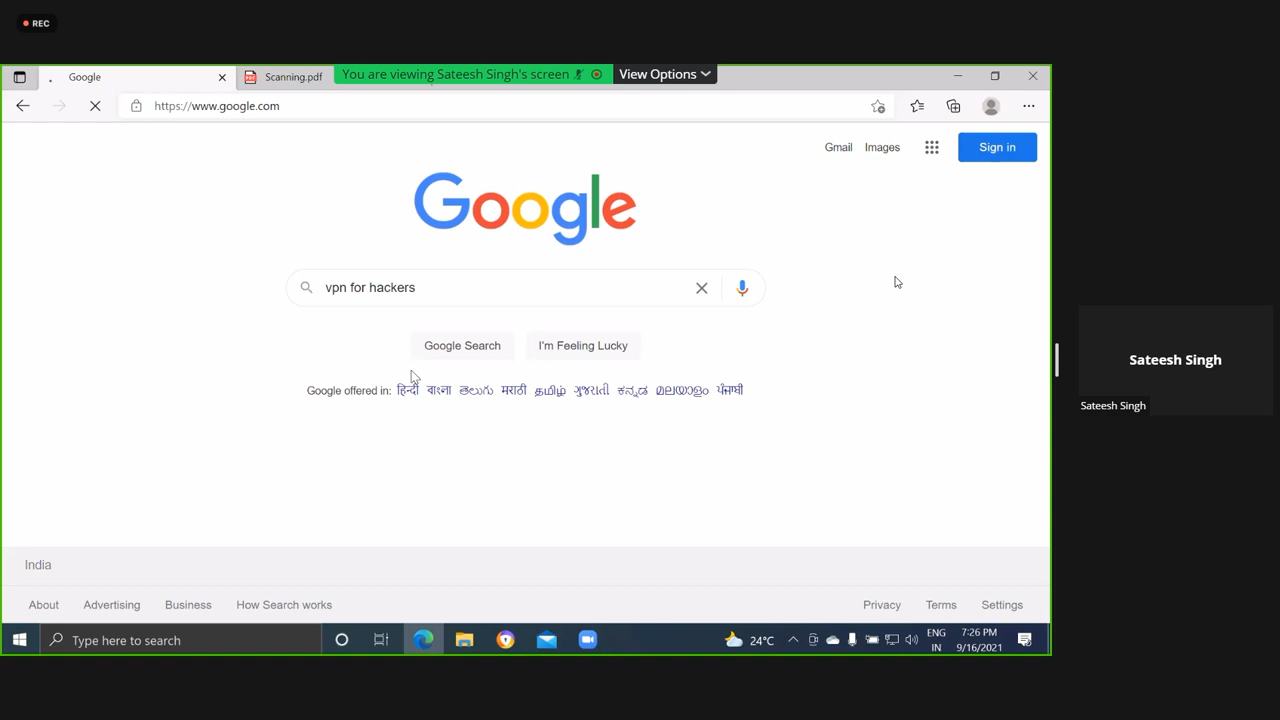 REC
Google
Scanning.pdf
You are viewing Sateesh Singh's screen
View Options
https://www.google.com
Gmail
Images
Sign in
Google
vpn for hackers
Google Search
I'm Feeling Lucky
Sateesh Singh
Sateesh Singh
Google offered in: हिन्दी বাংলা తెలుగు मराठी தமிழ் ગુજરાતી ಕನ್ನಡ മലയാളം ਪੰਜਾਬੀ
India
About
Advertising
Business
How Search works
Privacy
Terms
Settings
Type here to search
24°C
ENG
IN
7:26 PM
9/16/2021